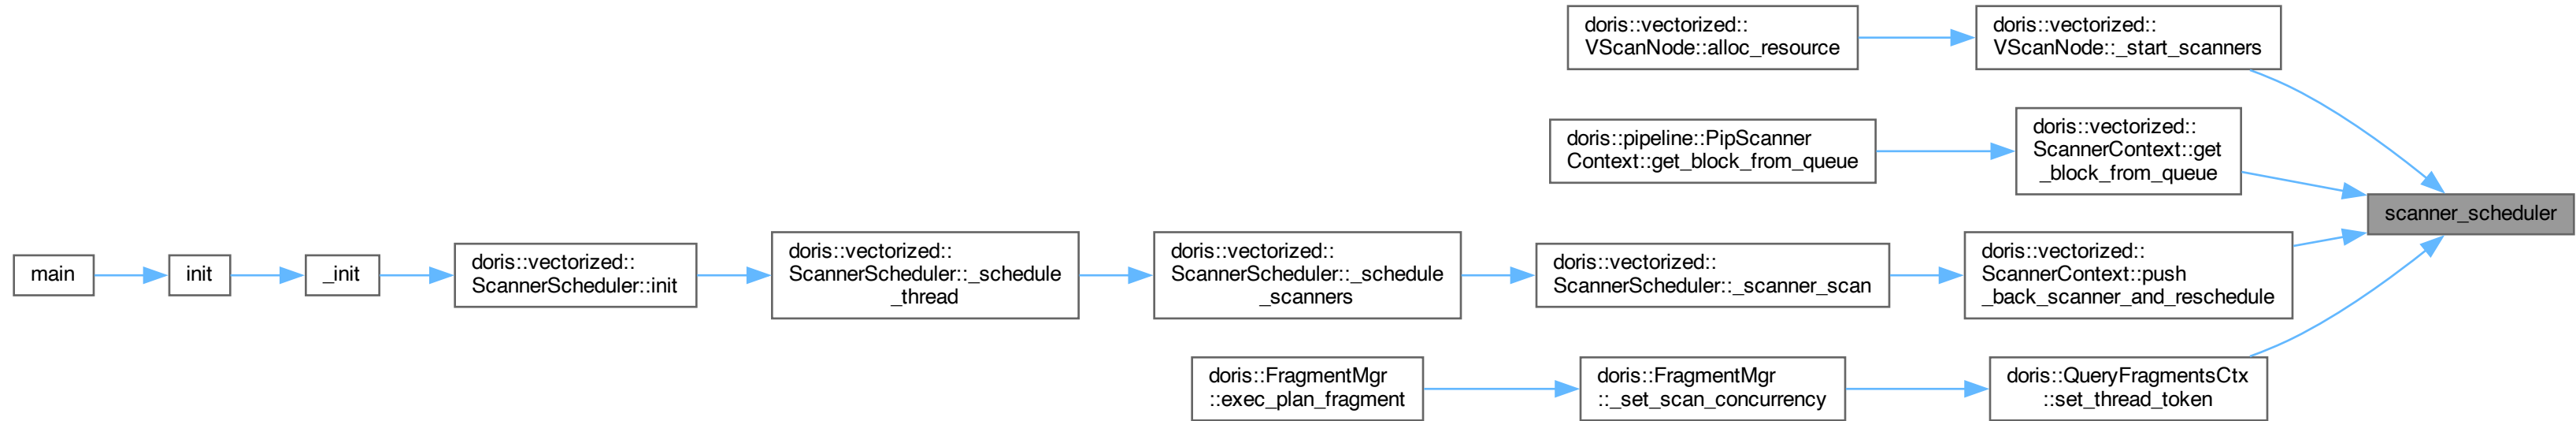 doris::vectorized::
VScanNode::alloc_resource
doris::vectorized::
VScanNode::_start_scanners
doris::pipeline::PipScanner
Context::get_block_from_queue
doris::vectorized::
ScannerContext::get
_block_from_queue
scanner_scheduler
main
init
_init
doris::vectorized::
ScannerScheduler::init
doris::vectorized::
ScannerScheduler::_schedule
_thread
doris::vectorized::
ScannerScheduler::_schedule
_scanners
doris::vectorized::
ScannerScheduler::_scanner_scan
doris::vectorized::
ScannerContext::push
_back_scanner_and_reschedule
doris::FragmentMgr
::exec_plan_fragment
doris::FragmentMgr
::_set_scan_concurrency
doris::QueryFragmentsCtx
::set_thread_token